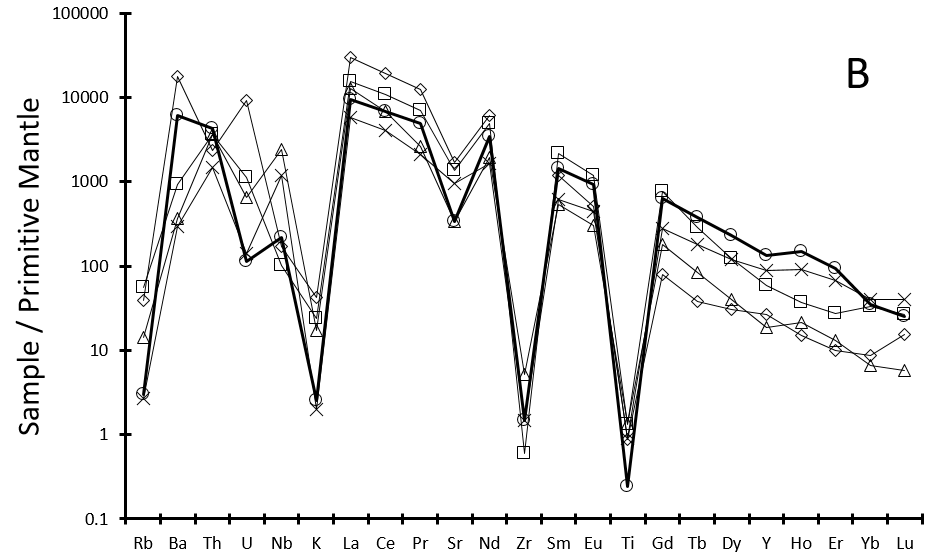 100000
B
10000
1000
100
10
1
0.1
Sample / Primitive Mantle
Rb Ba Th U Nb K La Ce Pr Sr Nd Zr Sm Eu Ti Gd Tb Dy Y Ho Er Yb Lu